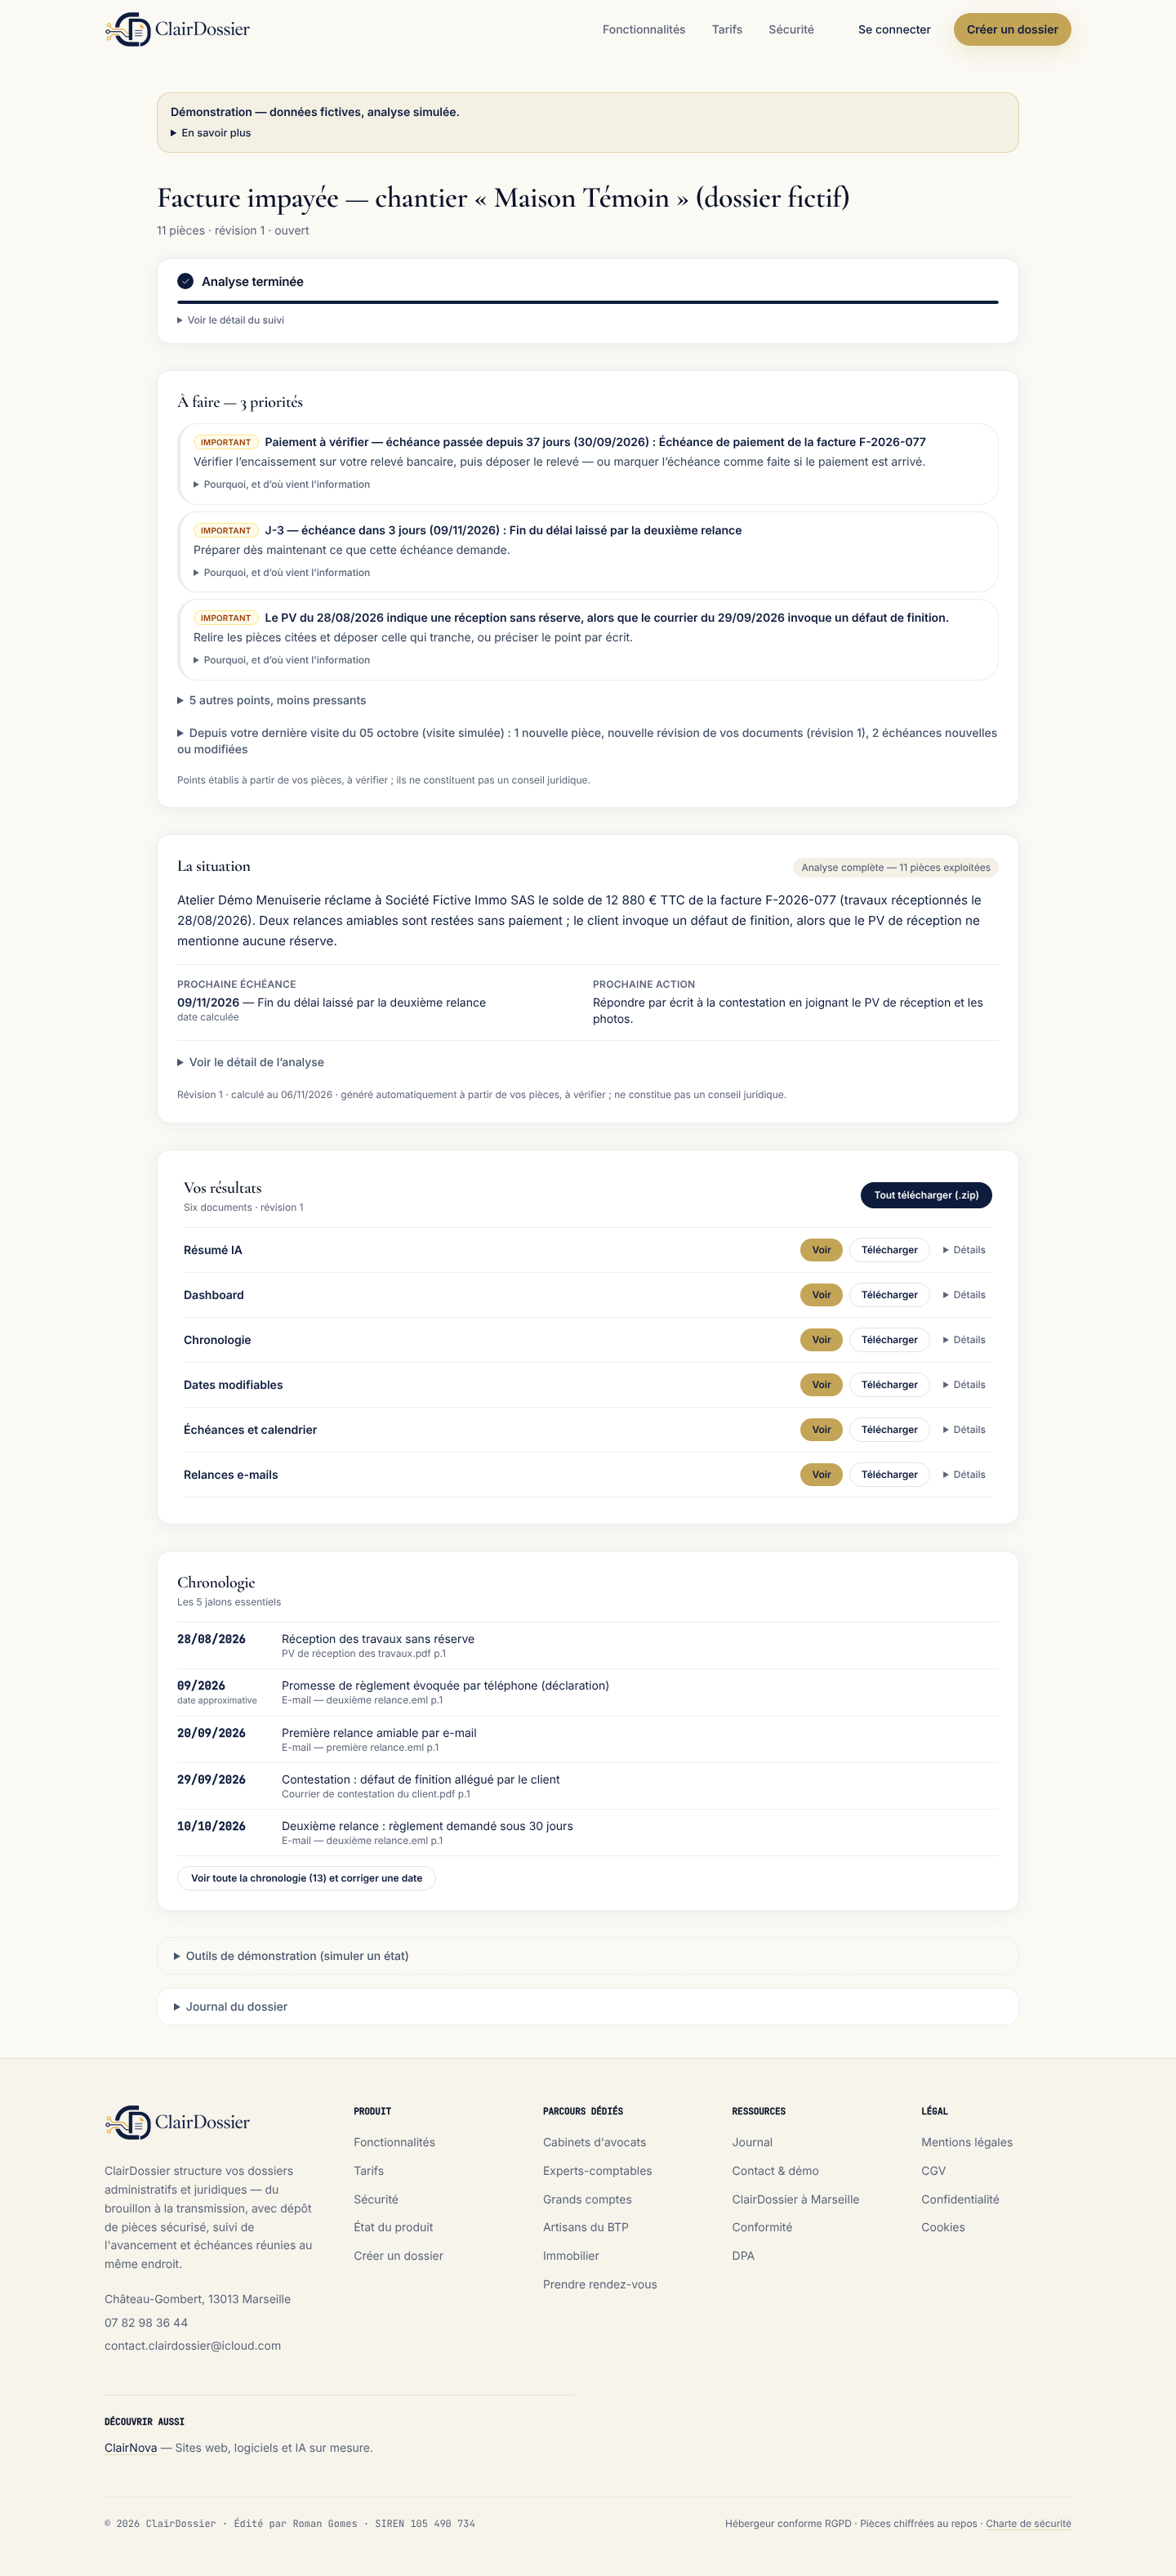 ClairDossier
Fonctionnalités Tarifs Sécurité Se connecter Créer un dossier
Démonstration — données fictives, analyse simulée.
▶ En savoir plus
Facture impayée — chantier « Maison Témoin » (dossier fictif)
11 pièces · révision 1 · ouvert
Analyse terminée
▶ Voir le détail du suivi
À faire — 3 priorités
IMPORTANT Paiement à vérifier — échéance passée depuis 37 jours (30/09/2026) : Échéance de paiement de la facture F-2026-077
Vérifier l’encaissement sur votre relevé bancaire, puis déposer le relevé — ou marquer l’échéance comme faite si le paiement est arrivé.
▶ Pourquoi, et d’où vient l’information
IMPORTANT J-3 — échéance dans 3 jours (09/11/2026) : Fin du délai laissé par la deuxième relance
Préparer dès maintenant ce que cette échéance demande.
▶ Pourquoi, et d’où vient l’information
IMPORTANT Le PV du 28/08/2026 indique une réception sans réserve, alors que le courrier du 29/09/2026 invoque un défaut de finition.
Relire les pièces citées et déposer celle qui tranche, ou préciser le point par écrit.
▶ Pourquoi, et d’où vient l’information
▶ 5 autres points, moins pressants
▶ Depuis votre dernière visite du 05 octobre (visite simulée) : 1 nouvelle pièce, nouvelle révision de vos documents (révision 1), 2 échéances nouvelles
ou modifiées
Points établis à partir de vos pièces, à vérifier ; ils ne constituent pas un conseil juridique.
La situation
Analyse complète — 11 pièces exploitées
Atelier Démo Menuiserie réclame à Société Fictive Immo SAS le solde de 12 880 € TTC de la facture F-2026-077 (travaux réceptionnés le
28/08/2026). Deux relances amiables sont restées sans paiement ; le client invoque un défaut de finition, alors que le PV de réception ne
mentionne aucune réserve.
PROCHAINE ÉCHÉANCE
09/11/2026 — Fin du délai laissé par la deuxième relance
date calculée
PROCHAINE ACTION
Répondre par écrit à la contestation en joignant le PV de réception et les
photos.
▶ Voir le détail de l’analyse
Révision 1 · calculé au 06/11/2026 · généré automatiquement à partir de vos pièces, à vérifier ; ne constitue pas un conseil juridique.
Vos résultats
Six documents · révision 1
Tout télécharger (.zip)
Résumé IA Voir Télécharger ▶ Détails
Dashboard Voir Télécharger ▶ Détails
Chronologie Voir Télécharger ▶ Détails
Dates modifiables Voir Télécharger ▶ Détails
Échéances et calendrier Voir Télécharger ▶ Détails
Relances e-mails Voir Télécharger ▶ Détails
Chronologie
Les 5 jalons essentiels
28/08/2026 Réception des travaux sans réserve
PV de réception des travaux.pdf p.1
09/2026 Promesse de règlement évoquée par téléphone (déclaration)
date approximative E-mail — deuxième relance.eml p.1
20/09/2026 Première relance amiable par e-mail
E-mail — première relance.eml p.1
29/09/2026 Contestation : défaut de finition allégué par le client
Courrier de contestation du client.pdf p.1
10/10/2026 Deuxième relance : règlement demandé sous 30 jours
E-mail — deuxième relance.eml p.1
Voir toute la chronologie (13) et corriger une date
▶ Outils de démonstration (simuler un état)
▶ Journal du dossier
ClairDossier
ClairDossier structure vos dossiers
administratifs et juridiques — du
brouillon à la transmission, avec dépôt
de pièces sécurisé, suivi de
l'avancement et échéances réunies au
même endroit.
Château-Gombert, 13013 Marseille
07 82 98 36 44
contact.clairdossier@icloud.com
PRODUIT
Fonctionnalités
Tarifs
Sécurité
État du produit
Créer un dossier
PARCOURS DÉDIÉS
Cabinets d'avocats
Experts-comptables
Grands comptes
Artisans du BTP
Immobilier
Prendre rendez-vous
RESSOURCES
Journal
Contact & démo
ClairDossier à Marseille
Conformité
DPA
LÉGAL
Mentions légales
CGV
Confidentialité
Cookies
DÉCOUVRIR AUSSI
ClairNova — Sites web, logiciels et IA sur mesure.
© 2026 ClairDossier · Édité par Roman Gomes · SIREN 105 490 734
Hébergeur conforme RGPD · Pièces chiffrées au repos · Charte de sécurité